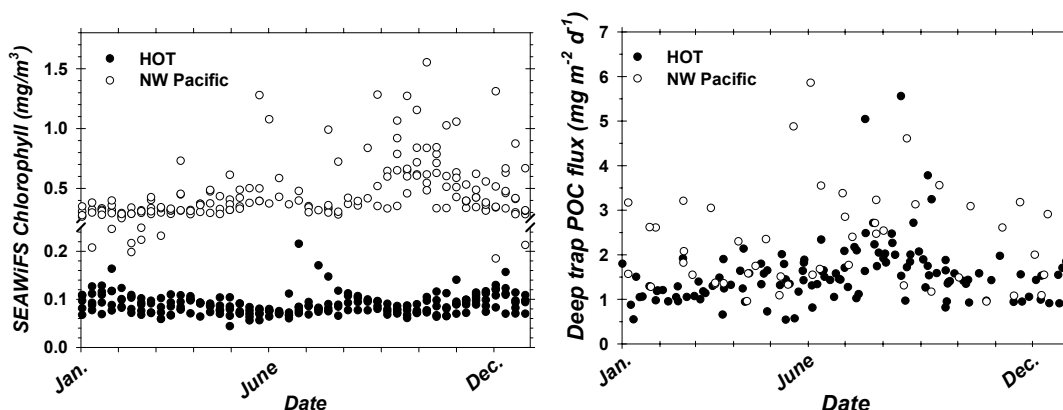 SEAWiFS Chlorophyll (mg/m³)
1.5
1.0
0.5
0.2
0.1
0.0
HOT
NW Pacific
Jan.
June
Dec.
Date
Deep trap POC flux (mg m⁻² d⁻¹)
7
6
5
4
3
2
1
0
HOT
NW Pacific
Jan.
June
Dec.
Date